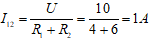 I₁₂ = U / (R₁ + R₂) = 10 / (4 + 6) = 1A